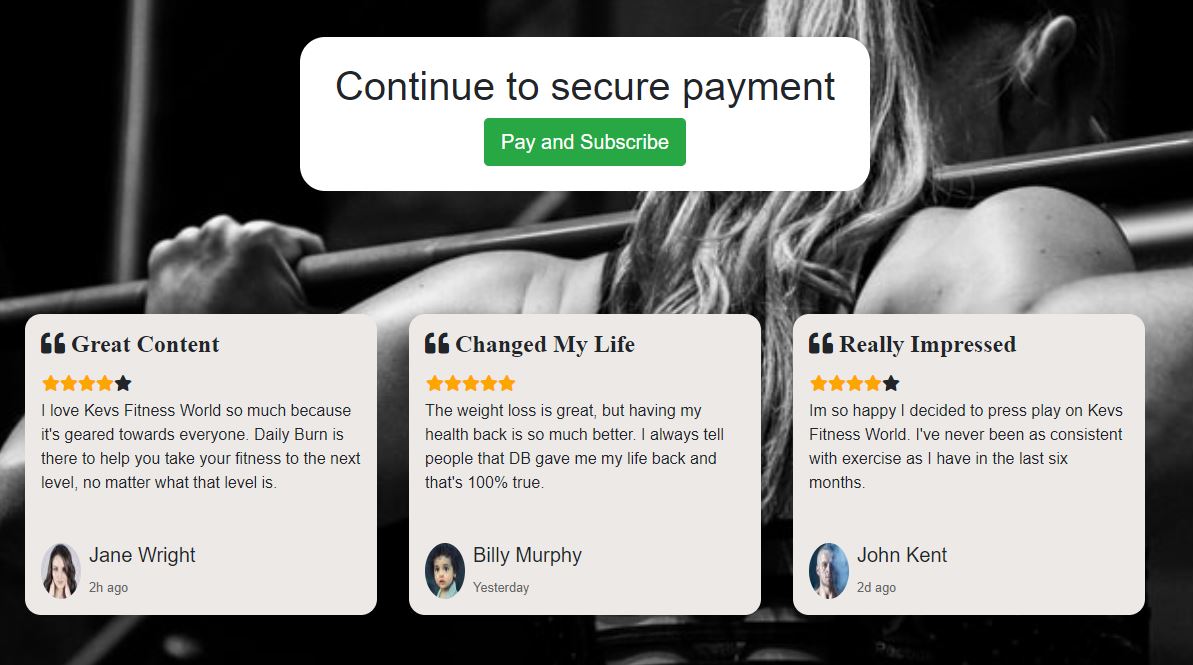 Continue to secure payment
Pay and Subscribe
Great Content
I love Kevs Fitness World so much because
it's geared towards everyone. Daily Burn is
there to help you take your fitness to the next
level, no matter what that level is.
Jane Wright
2h ago
Changed My Life
The weight loss is great, but having my
health back is so much better. I always tell
people that DB gave me my life back and
that's 100% true.
Billy Murphy
Yesterday
Really Impressed
Im so happy I decided to press play on Kevs
Fitness World. I've never been as consistent
with exercise as I have in the last six
months.
John Kent
2d ago